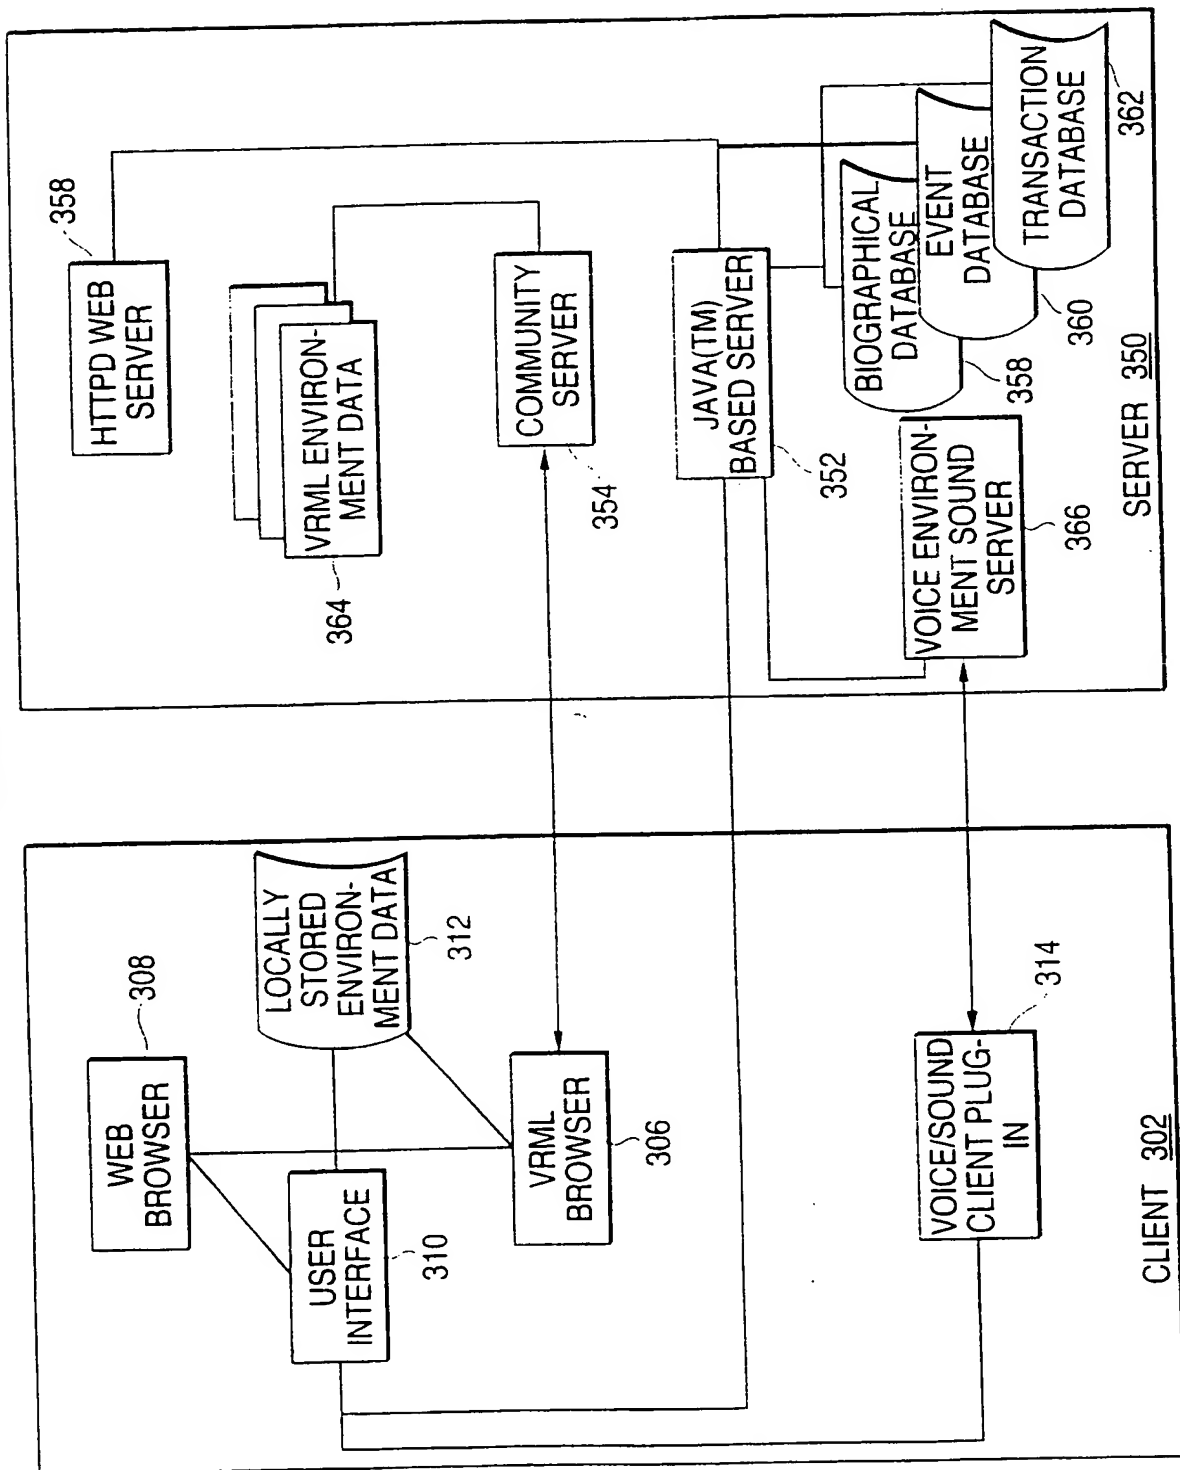 WEB
BROWSER
308
USER
INTERFACE
310
LOCALLY
STORED
ENVIRON-
MENT DATA
312
VRML
BROWSER
306
VOICE/SOUND
CLIENT PLUG-
IN
314
CLIENT 302
HTTPD WEB
SERVER
358
VRML ENVIRON-
MENT DATA
364
COMMUNITY
SERVER
354
JAVA(TM)
BASED SERVER
352
BIOGRAPHICAL
DATABASE
358
EVENT
DATABASE
360
TRANSACTION
DATABASE
362
VOICE ENVIRON-
MENT SOUND
SERVER
366
SERVER 350